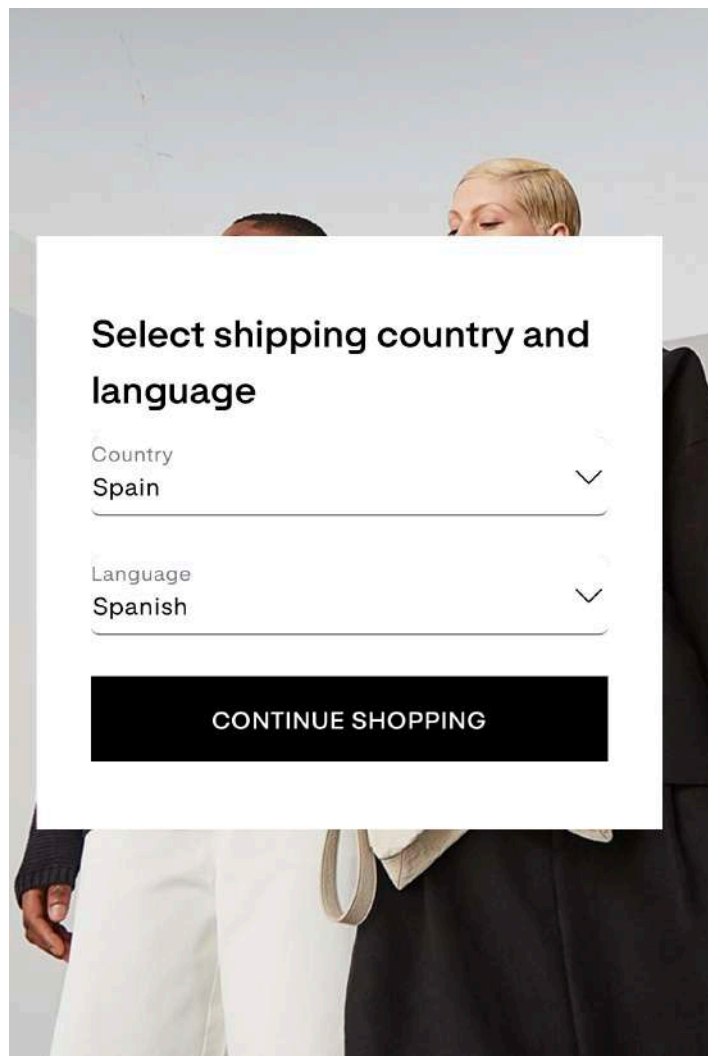 Select shipping country and
language
Country
Spain
Language
Spanish
CONTINUE SHOPPING